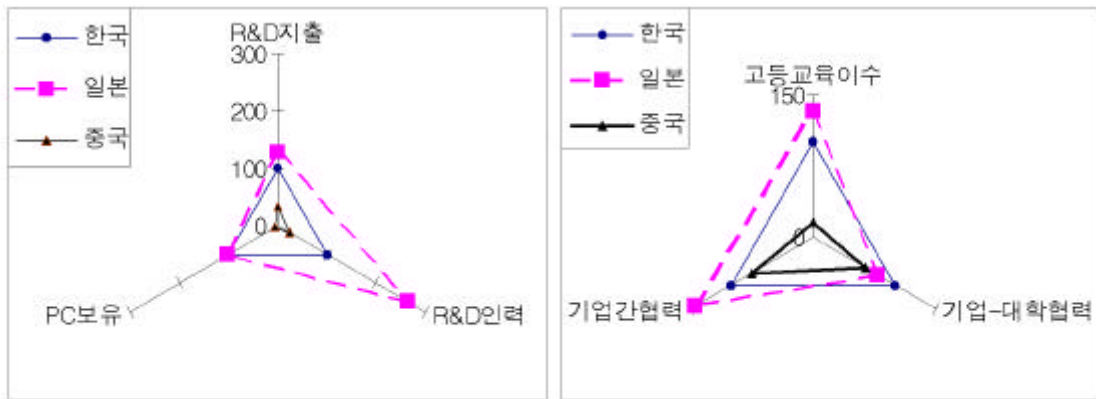 한국
일본
중국
R&D지출
300
200
100
0
PC보유
R&D인력
한국
일본
중국
고등교육이수
150
0
기업간협력
기업-대학협력